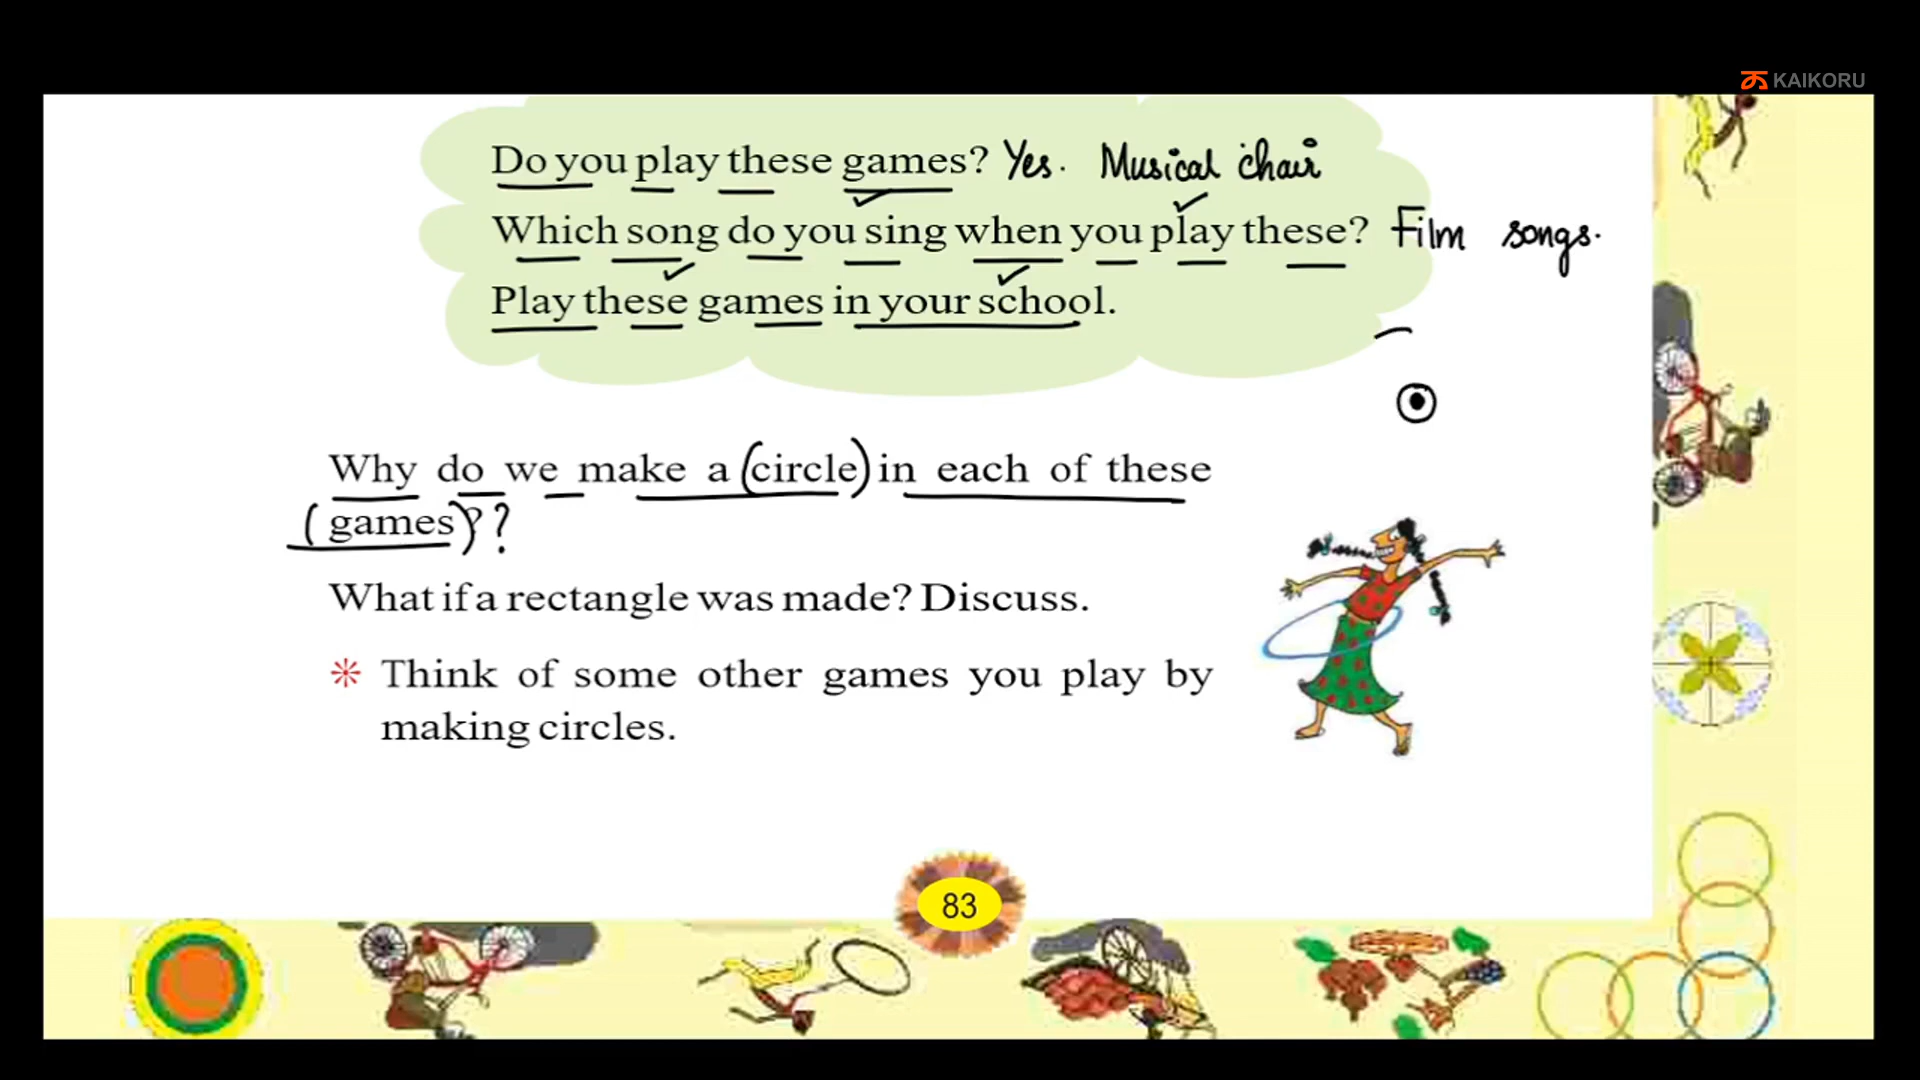 KAIKORU
Do you play these games? Yes. Musical chair
Which song do you sing when you play these? Film songs.
Play these games in your school.
Why do we make a (circle) in each of these
(games?)?
What if a rectangle was made? Discuss.
Think of some other games you play by
making circles.
83